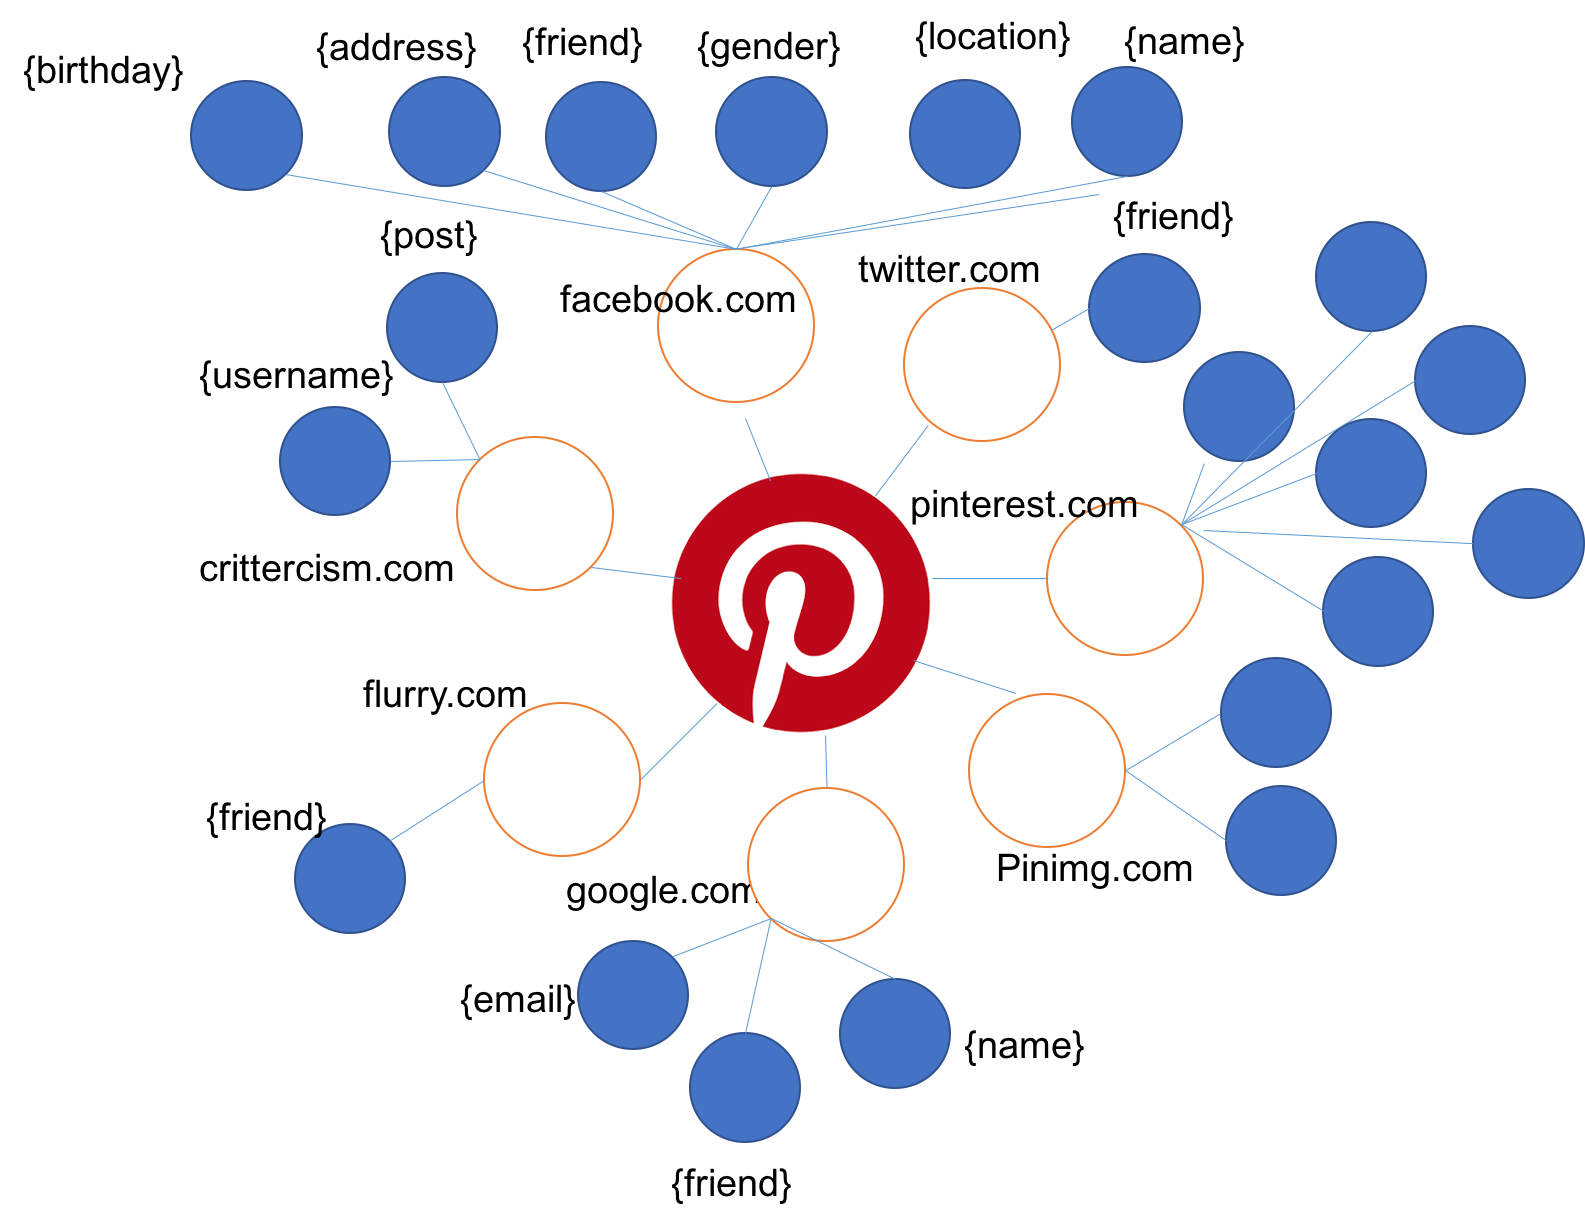 {birthday}
{address}
{friend}
{gender}
{location}
{name}
{post}
{friend}
facebook.com
twitter.com
{username}
pinterest.com
crittercism.com
flurry.com
{friend}
google.com
Pinimg.com
{email}
{name}
{friend}